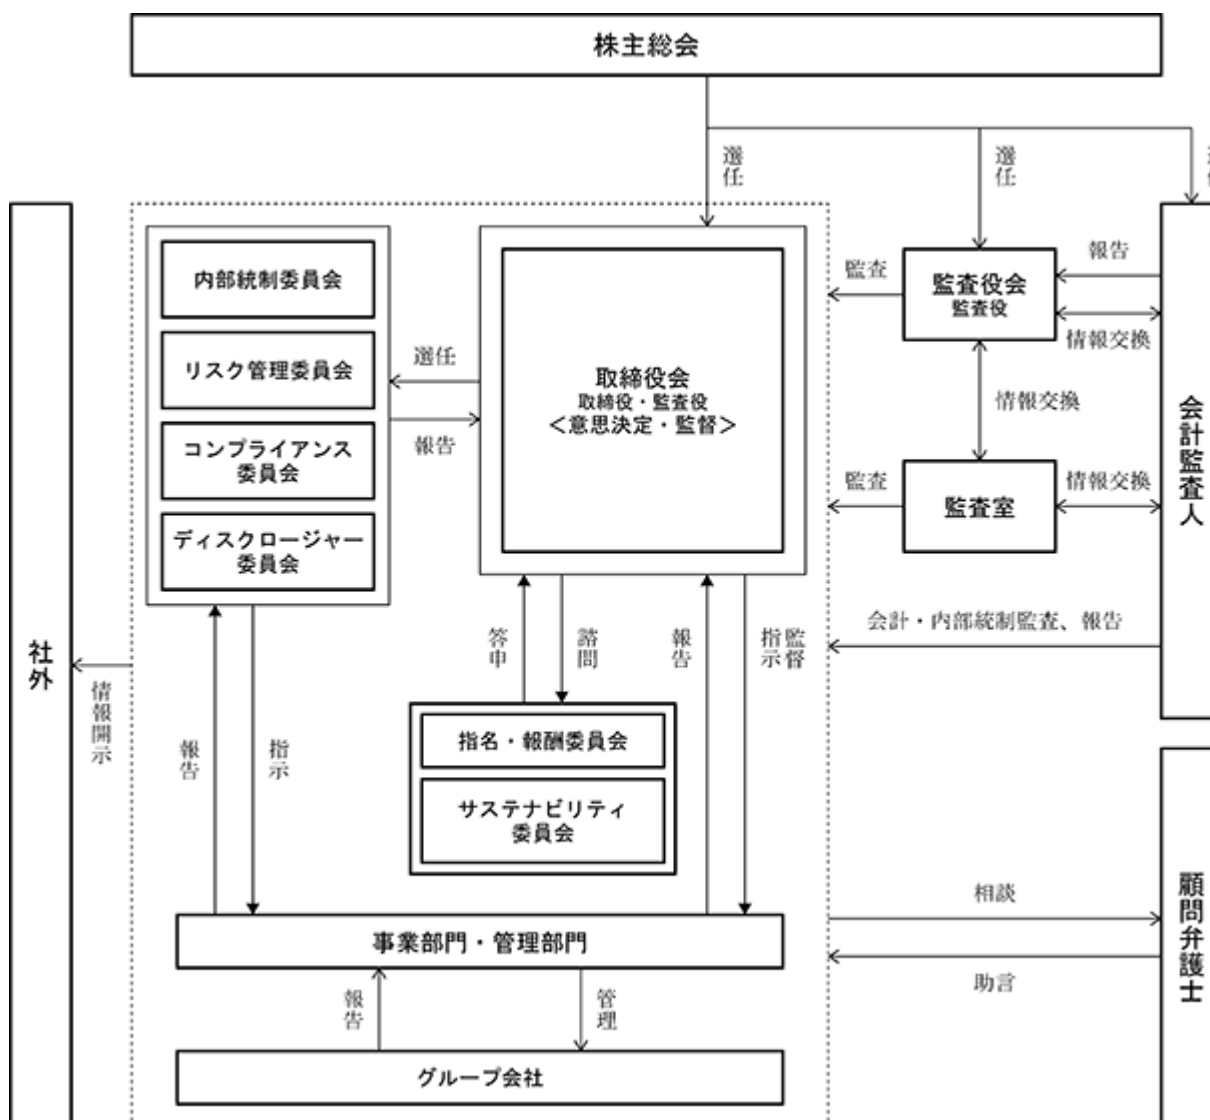 株主総会
選任
選任
内部統制委員会
リスク管理委員会
コンプライアンス
委員会
ディスクロージャー
委員会
選任
報告
取締役会
取締役・監査役
＜意思決定・監督＞
監査
監査役会
監査役
報告
情報交換
情報交換
監査
監査室
情報交換
会計監査人
会計・内部統制監査、報告
社外
情報開示
答申
諮問
報告
指示
監督
報告
指示
指名・報酬委員会
サステナビリティ
委員会
相談
助言
顧問弁護士
事業部門・管理部門
報告
管理
グループ会社